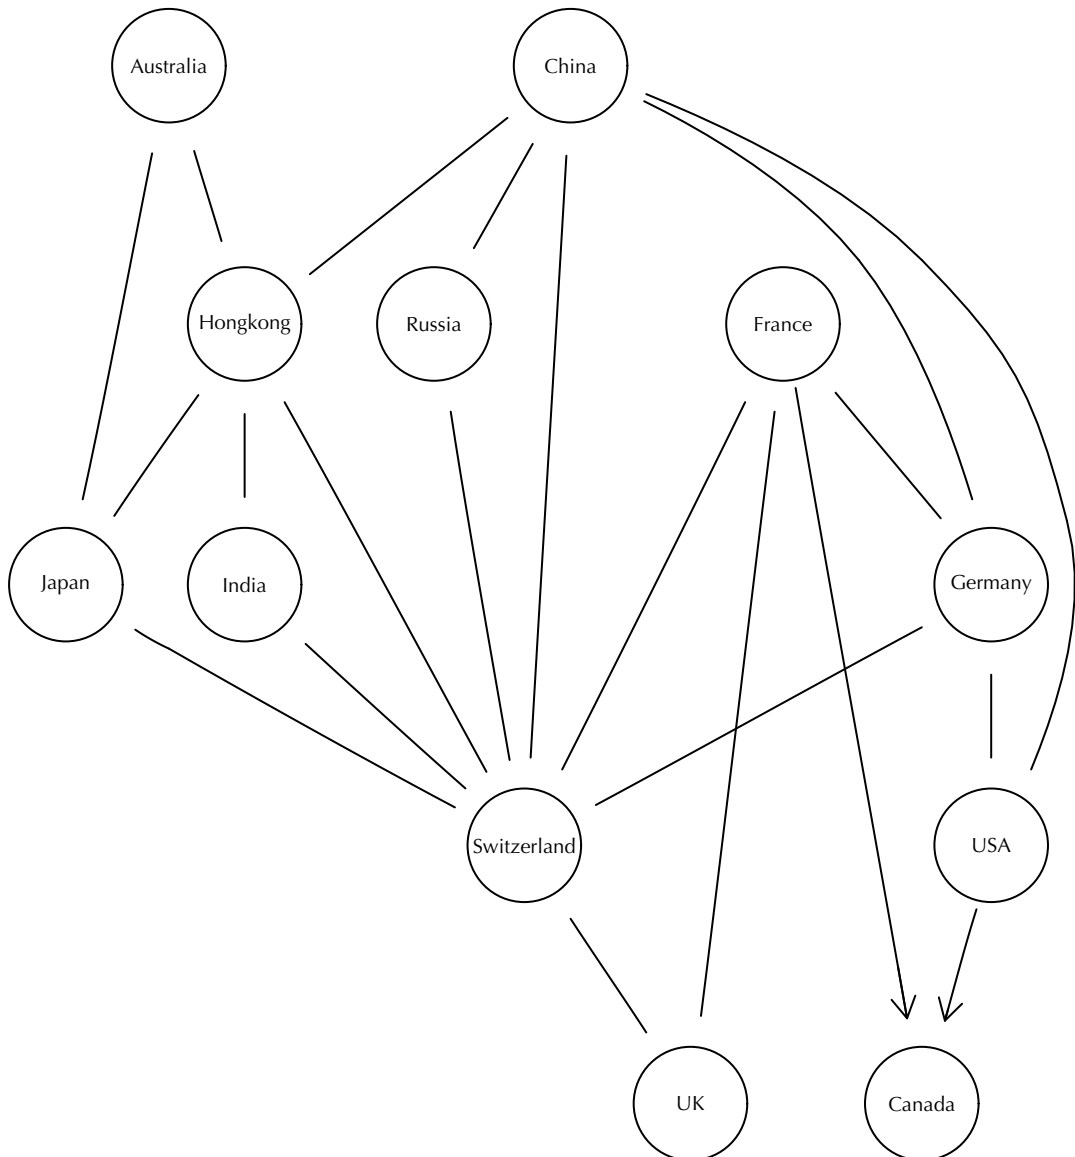 Australia
China
Hongkong
Russia
France
Japan
India
Germany
Switzerland
USA
UK
Canada